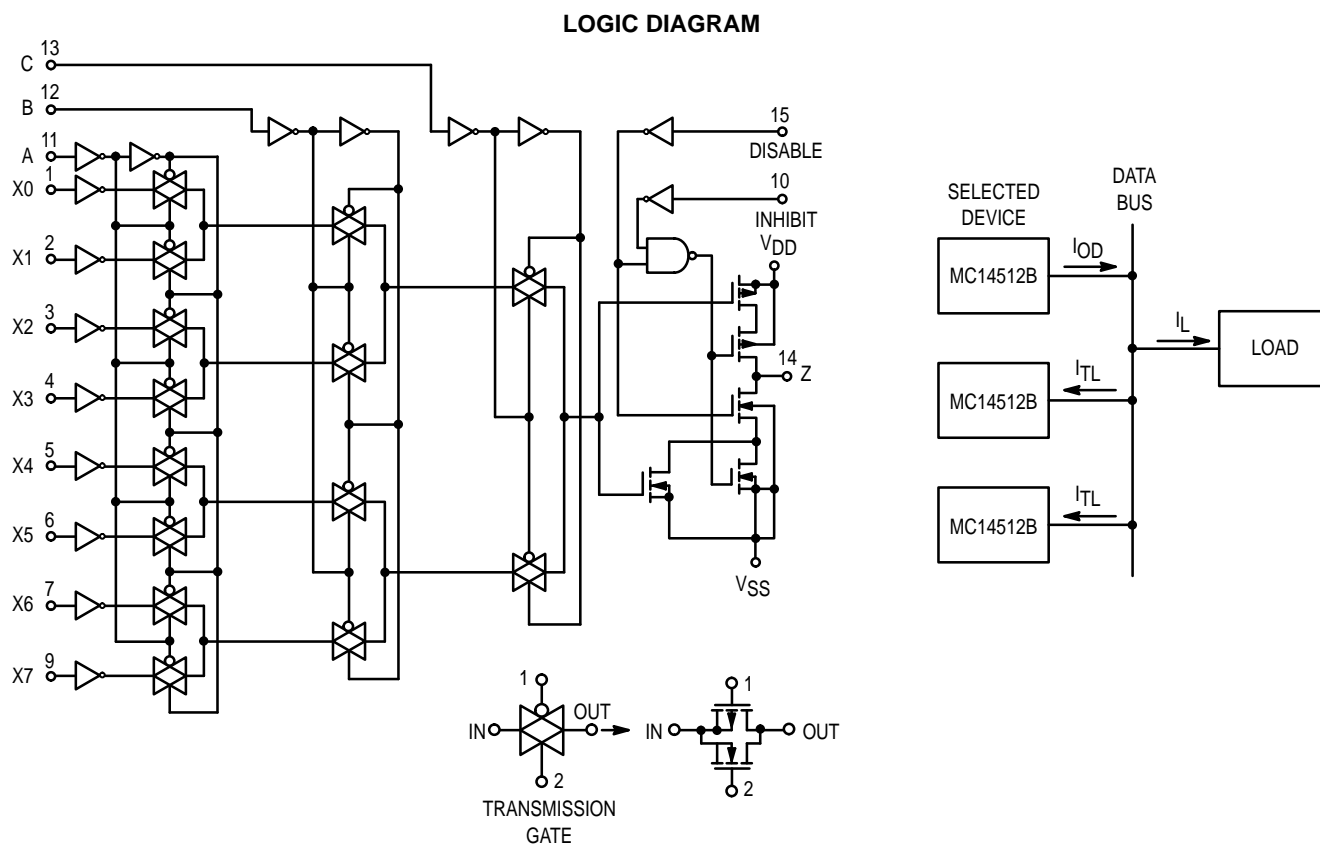 LOGIC DIAGRAM
C 13
B 12
A 11
X0 1
X1 2
X2 3
X3 4
X4 5
X5 6
X6 7
X7 9
15
DISABLE
10
INHIBIT
VDD
14
Z
VSS
1
IN
OUT
2
TRANSMISSION
GATE
1
IN
OUT
2
SELECTED
DEVICE
DATA
BUS
MC14512B
IOD
IL
LOAD
MC14512B
ITL
MC14512B
ITL